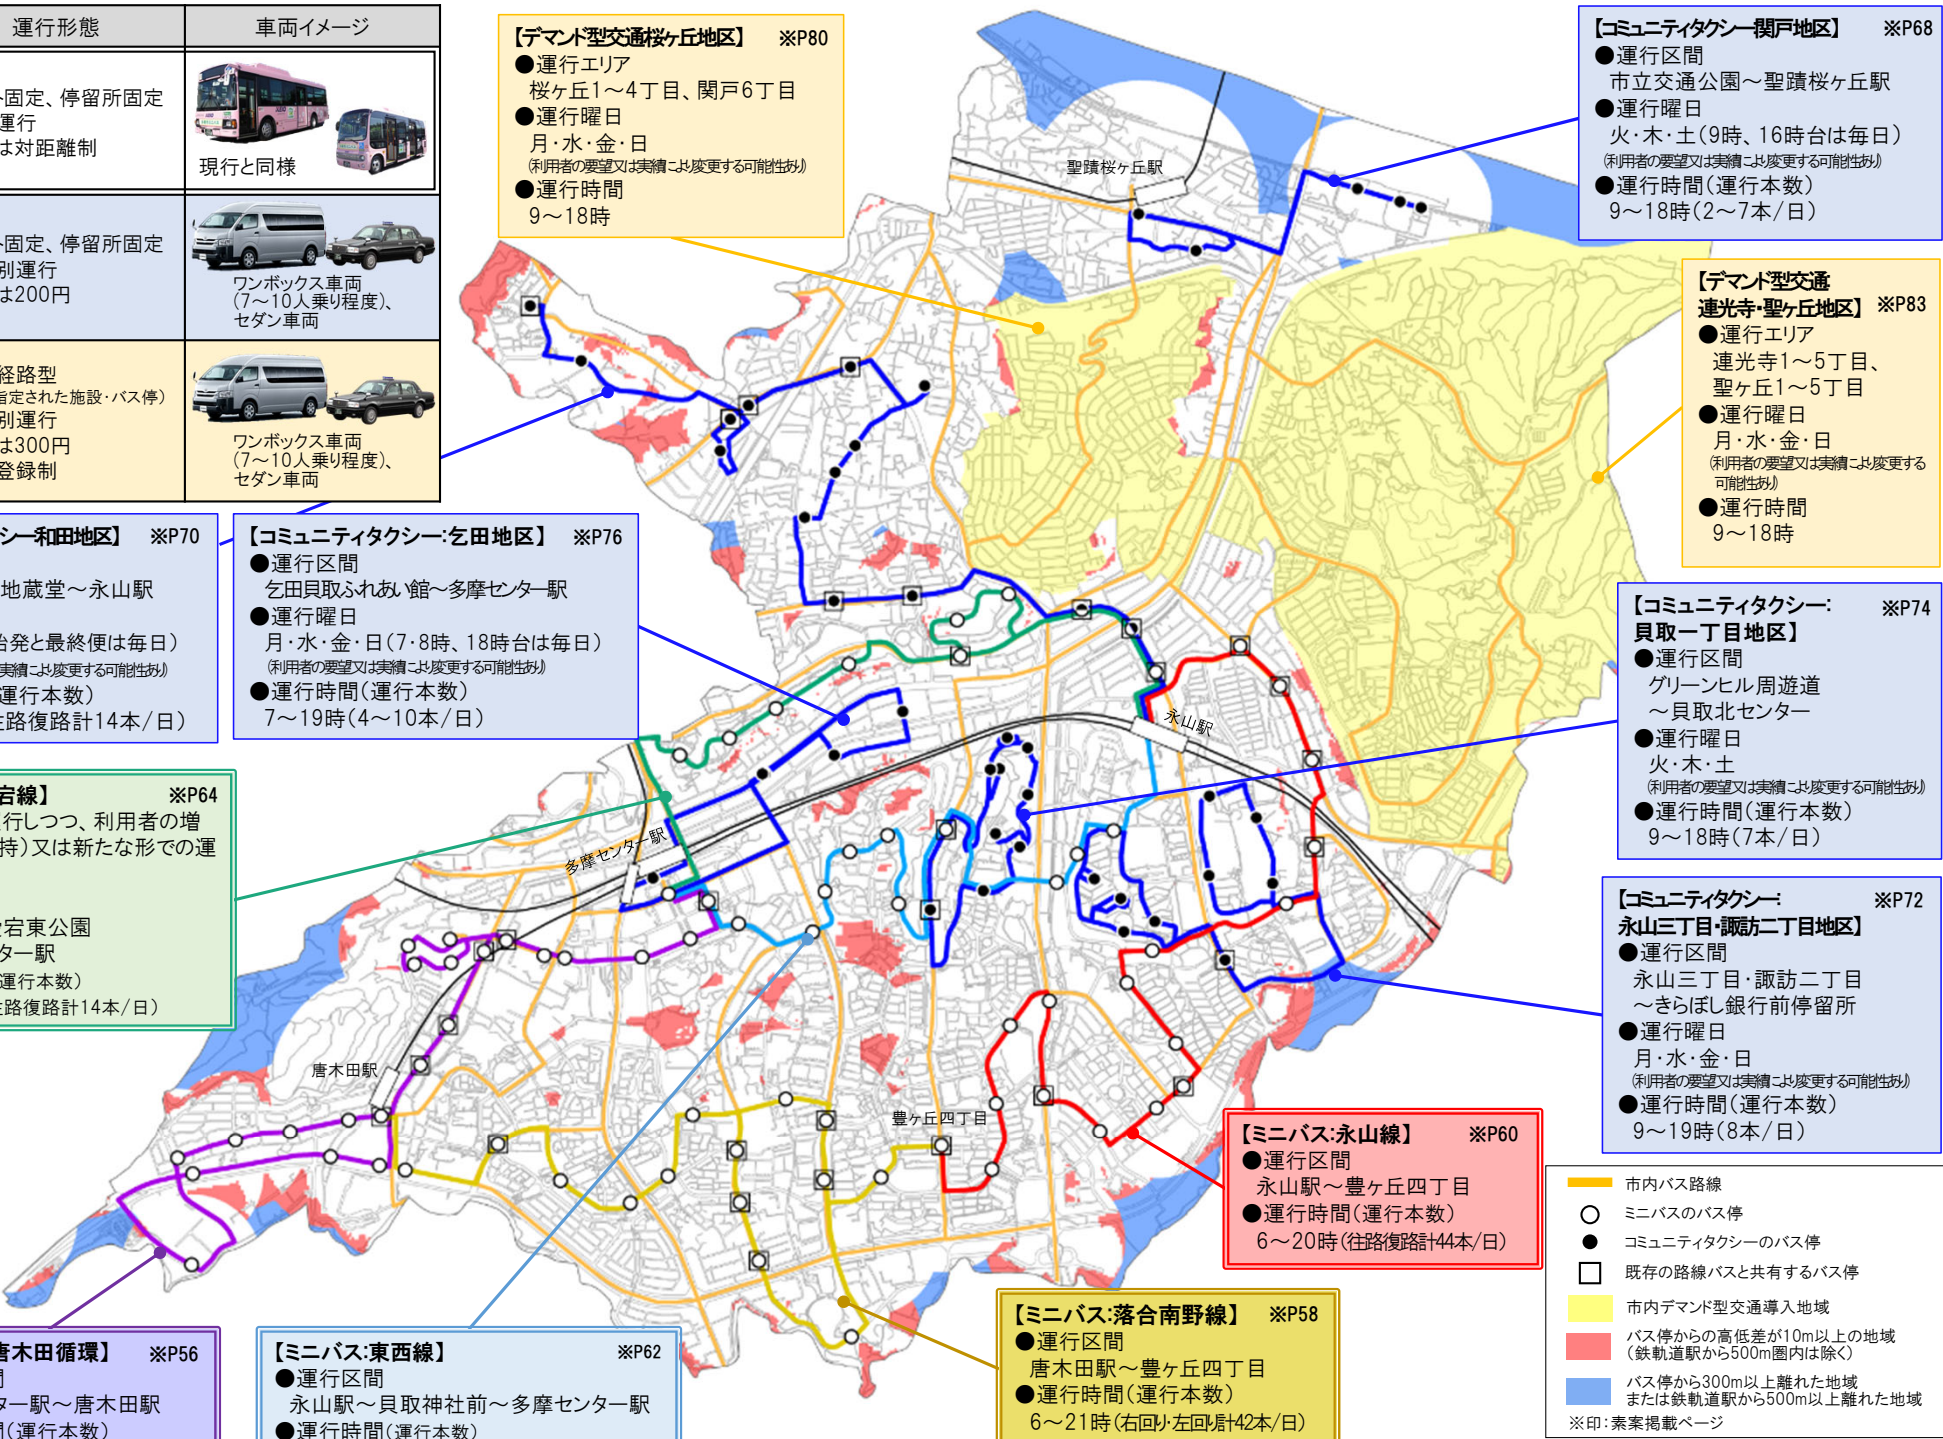 運行形態
車両イメージ
ト固定、停留所固定
運行
は対距離制
現行と同様
ト固定、停留所固定
別運行
は200円
ワンボックス車両
(7～10人乗り程度)、
セダン車両
経路型
指定された施設・バス停)
別運行
は300円
登録制
ワンボックス車両
(7～10人乗り程度)、
セダン車両
【デマンド型交通桜ヶ丘地区】 ※P80
●運行エリア
桜ヶ丘1～4丁目、関戸6丁目
●運行曜日
月・水・金・日
(利用者の要望又は実績により変更する可能性あり)
●運行時間
9～18時
【コミュニティタクシー関戸地区】 ※P68
●運行区間
市立交通公園～聖蹟桜ヶ丘駅
●運行曜日
火・木・土(9時、16時台は毎日)
(利用者の要望又は実績により変更する可能性あり)
●運行時間(運行本数)
9～18時(2～7本/日)
【デマンド型交通
連光寺・聖ヶ丘地区】 ※P83
●運行エリア
連光寺1～5丁目、
聖ヶ丘1～5丁目
●運行曜日
月・水・金・日
(利用者の要望又は実績により変更する
可能性あり)
●運行時間
9～18時
シー和田地区】 ※P70
地蔵堂～永山駅
始発と最終便は毎日)
実績により変更する可能性あり)
運行本数)
往路復路計14本/日)
【コミュニティタクシー:乞田地区】 ※P76
●運行区間
乞田貝取ふれあい館～多摩センター駅
●運行曜日
月・水・金・日(7・8時、18時台は毎日)
(利用者の要望又は実績により変更する可能性あり)
●運行時間(運行本数)
7～19時(4～10本/日)
【コミュニティタクシー: ※P74
貝取一丁目地区】
●運行区間
グリーンヒル周遊道
～貝取北センター
●運行曜日
火・木・土
(利用者の要望又は実績により変更する可能性あり)
●運行時間(運行本数)
9～18時(7本/日)
宕線】 ※P64
行しつつ、利用者の増
持)又は新たな形での運
宕東公園
ター駅
運行本数)
往路復路計14本/日)
【コミュニティタクシー: ※P72
永山三丁目・諏訪二丁目地区】
●運行区間
永山三丁目・諏訪二丁目
～きらぼし銀行前停留所
●運行曜日
月・水・金・日
(利用者の要望又は実績により変更する可能性あり)
●運行時間(運行本数)
9～19時(8本/日)
聖蹟桜ヶ丘駅
永山駅
多摩センター駅
唐木田駅
豊ヶ丘四丁目
【ミニバス:永山線】 ※P60
●運行区間
永山駅～豊ヶ丘四丁目
●運行時間(運行本数)
6～20時(往路復路計44本/日)
唐木田循環】 ※P56
間
ター駅～唐木田駅
間(運行本数)
【ミニバス:東西線】 ※P62
●運行区間
永山駅～貝取神社前～多摩センター駅
●運行時間(運行本数)
【ミニバス:落合南野線】 ※P58
●運行区間
唐木田駅～豊ヶ丘四丁目
●運行時間(運行本数)
6～21時(右回り・左回り計42本/日)
市内バス路線
ミニバスのバス停
コミュニティタクシーのバス停
既存の路線バスと共有するバス停
市内デマンド型交通導入地域
バス停からの高低差が10m以上の地域
(鉄軌道駅から500m圏内は除く)
バス停から300m以上離れた地域
または鉄軌道駅から500m以上離れた地域
※印:素案掲載ページ